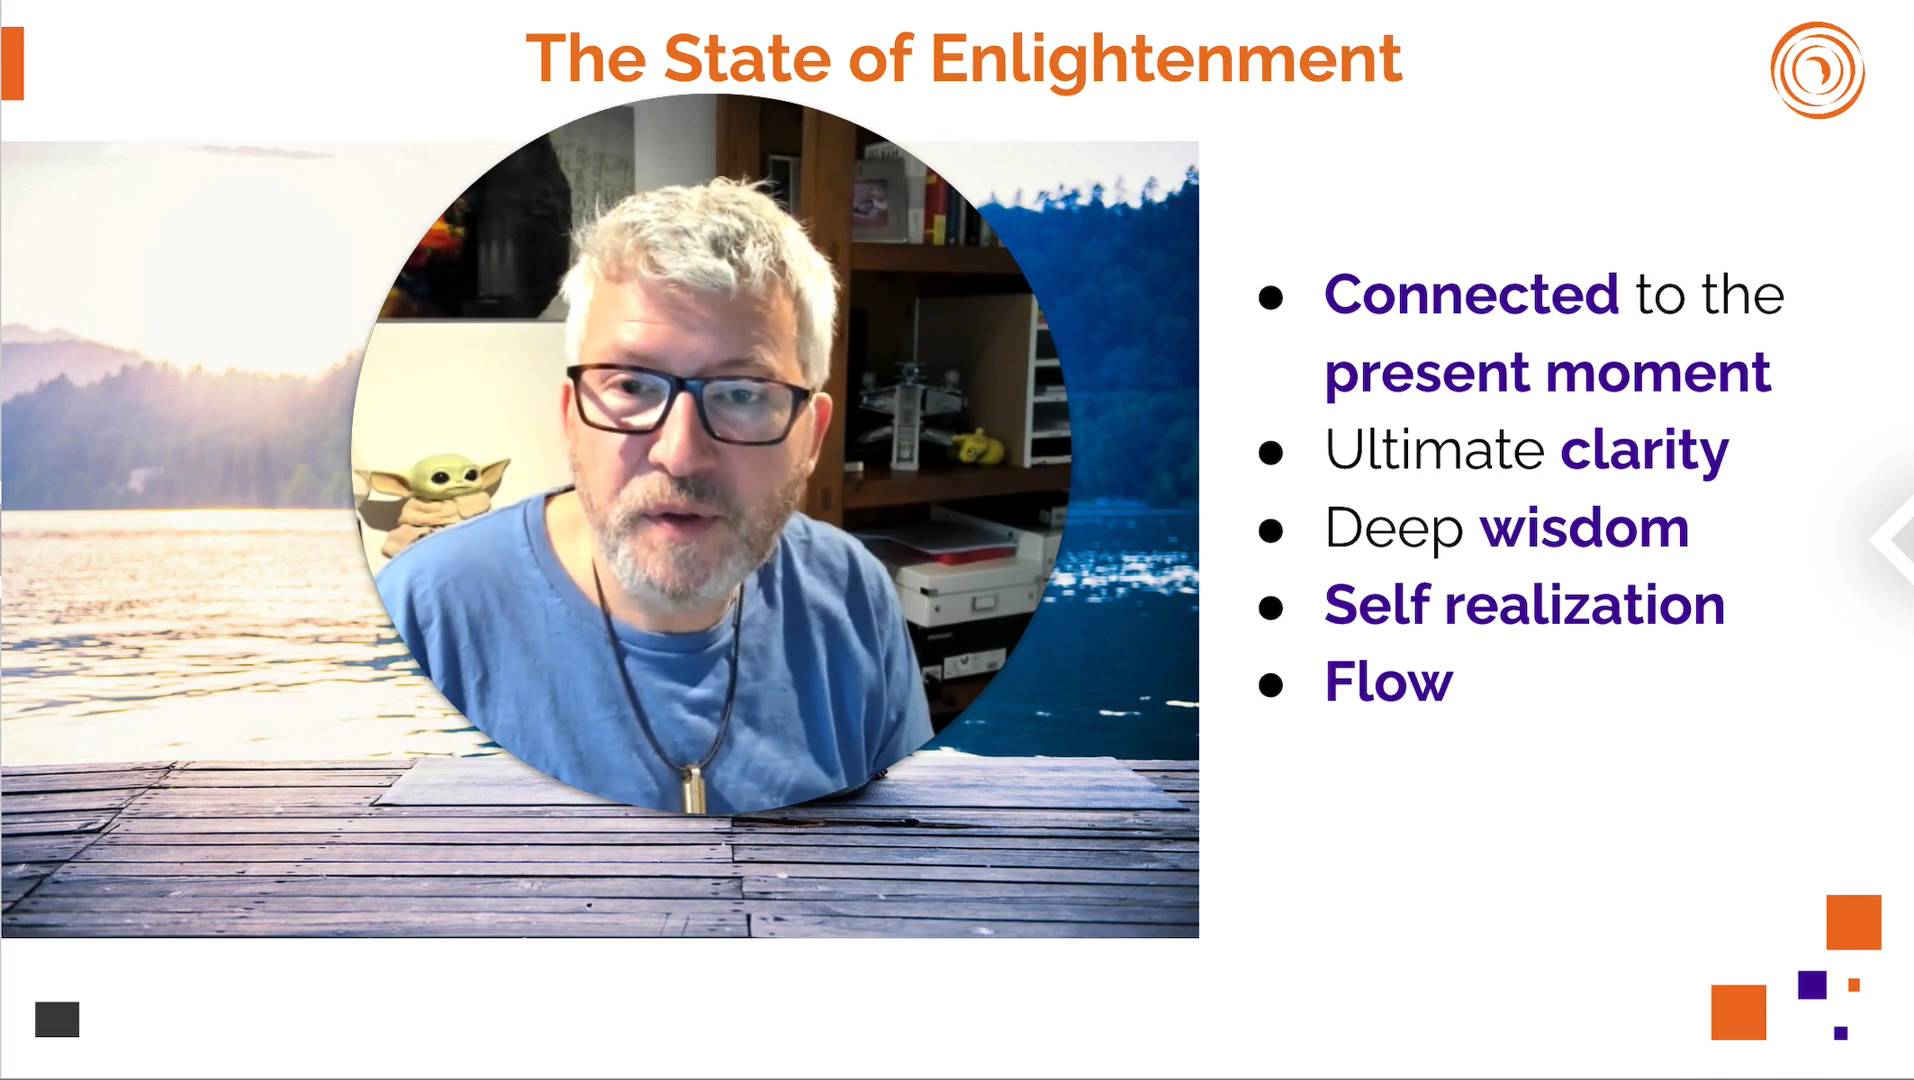 The State of Enlightenment
Connected to the
present moment
Ultimate clarity
Deep wisdom
Self realization
Flow